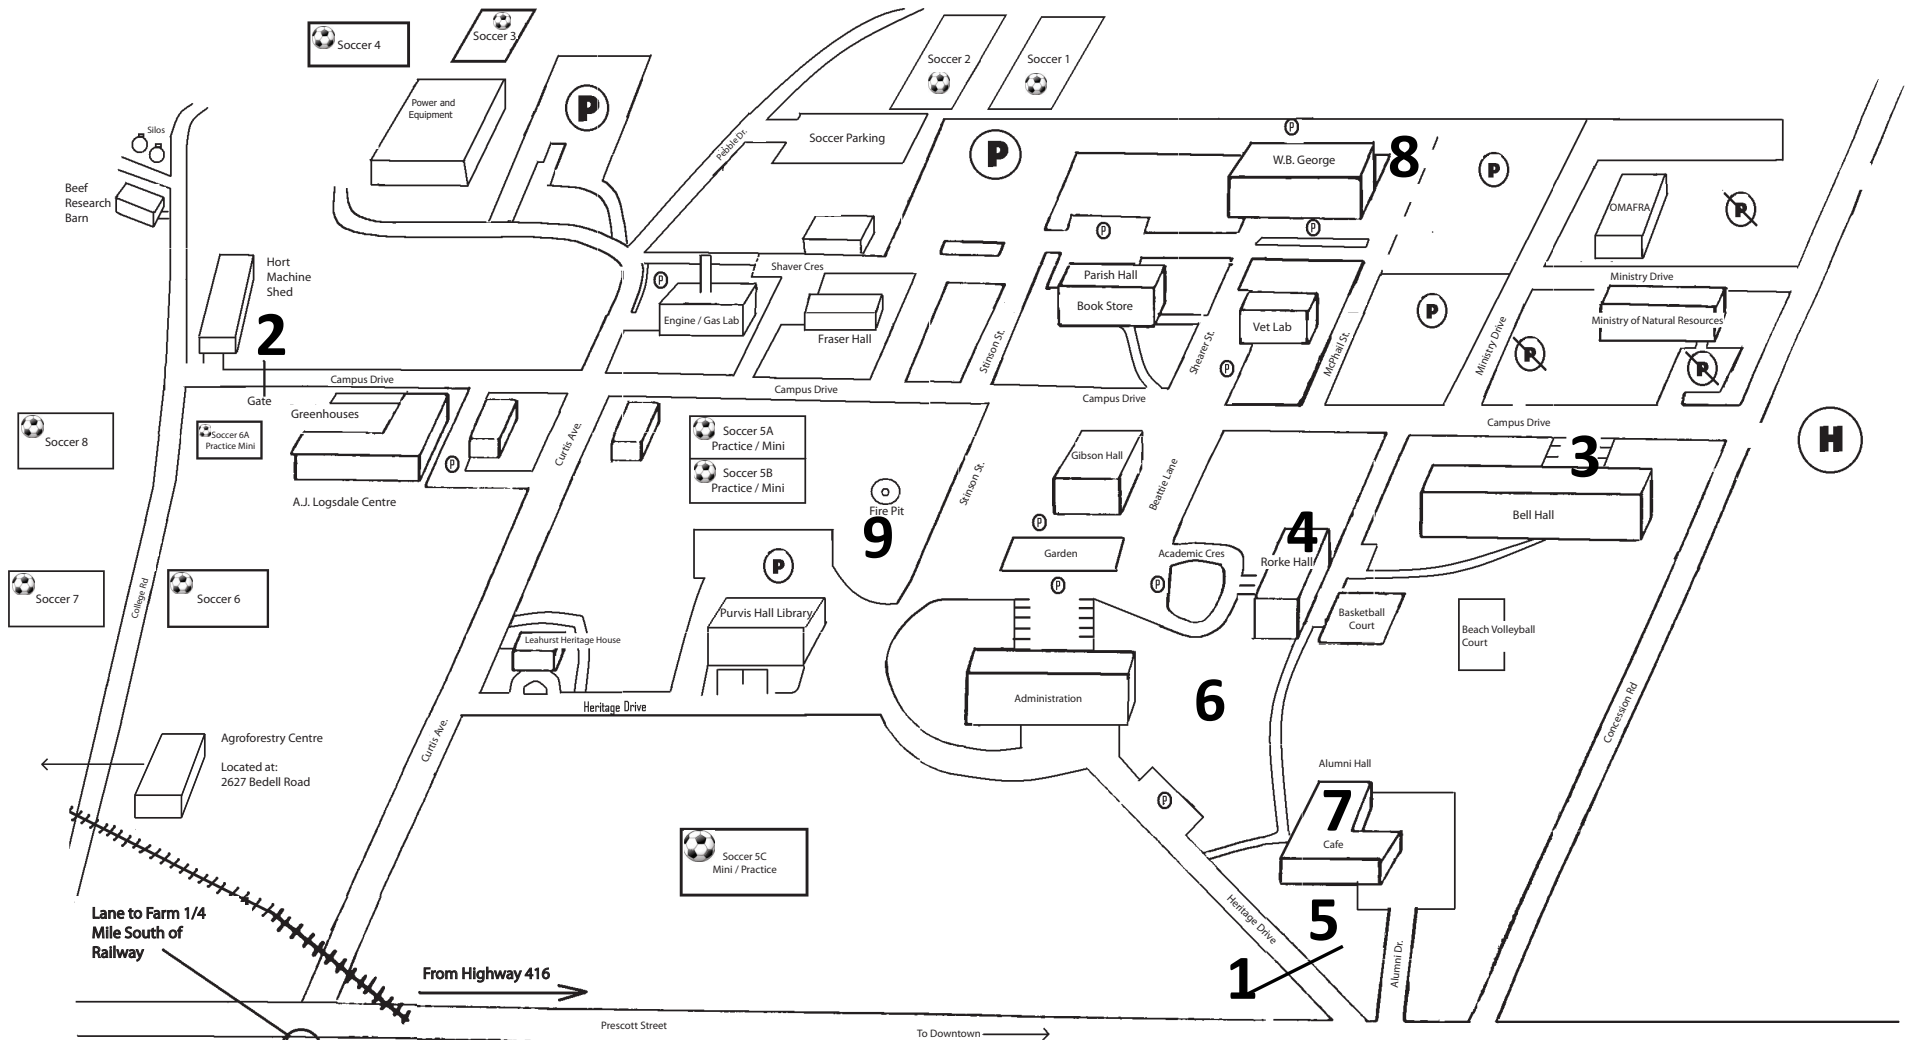 Soccer 4
Soccer 3
Soccer 2
Soccer 1
Power and
Equipment
P
Silos
Pebble Dr.
Soccer Parking
P
P
W.B. George
8
P
Beef
Research
Barn
OMAFRA
P
P
P
Hort
Machine
Shed
2
Shaver Cres
P
Engine / Gas Lab
Fraser Hall
Parish Hall
Book Store
Vet Lab
Ministry Drive
P
Ministry of Natural Resources
Stinson St.
Shearer St.
McPhail St.
Ministry Drive
P
P
P
Campus Drive
Gate
Campus Drive
Campus Drive
Campus Drive
Greenhouses
Soccer 8
Soccer 6A
Practice Mini
P
Curtis Ave.
Soccer 5A
Practice / Mini
Soccer 5B
Practice / Mini
Gibson Hall
3
H
A.J. Logsdale Centre
Fire Pit
9
Stinson St.
Beattie Lane
P
4
Bell Hall
Garden
Academic Cres
Rorke Hall
P
P
P
Soccer 7
College Rd
Soccer 6
Purvis Hall Library
Basketball
Court
Beach Volleyball
Court
Leahurst Heritage House
Administration
6
Heritage Drive
Curtis Ave.
Concession Rd
Agroforestry Centre
Located at:
2627 Bedell Road
Alumni Hall
P
7
Cafe
Soccer 5C
Mini / Practice
Lane to Farm 1/4
Mile South of
Railway
Heritage Drive
5
Alumni Dr.
1
From Highway 416
Prescott Street
To Downtown